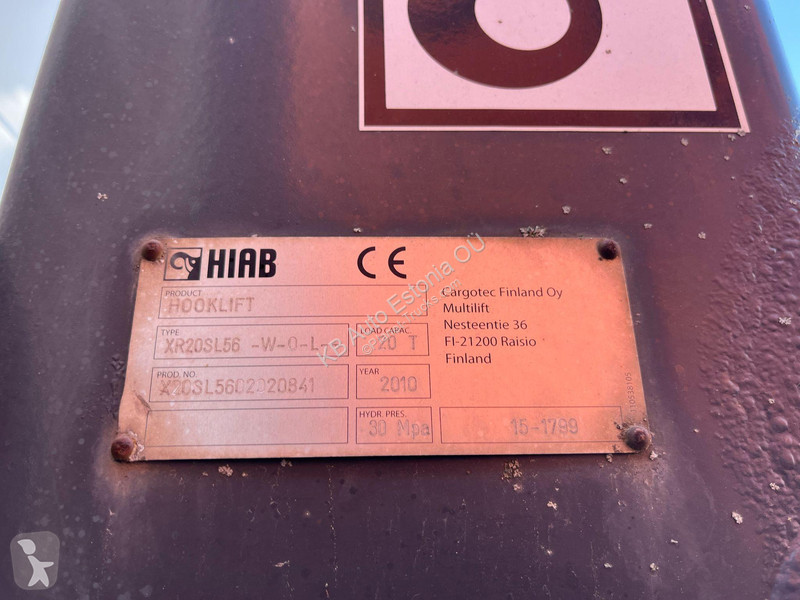 HIAB CE
PRODUCT
HOOKLIFT
TYPE
XR20SL56 -W-O-L-
LOAD CAPAC.
20 T
PROD. NO.
YEAR
2010
HYDR. PRES.
30 Mpa
Cargotec Finland Oy
Multilift
Nesteentie 36
FI-21200 Raisio
Finland
15-1799
KB Auto Estonia OÜ